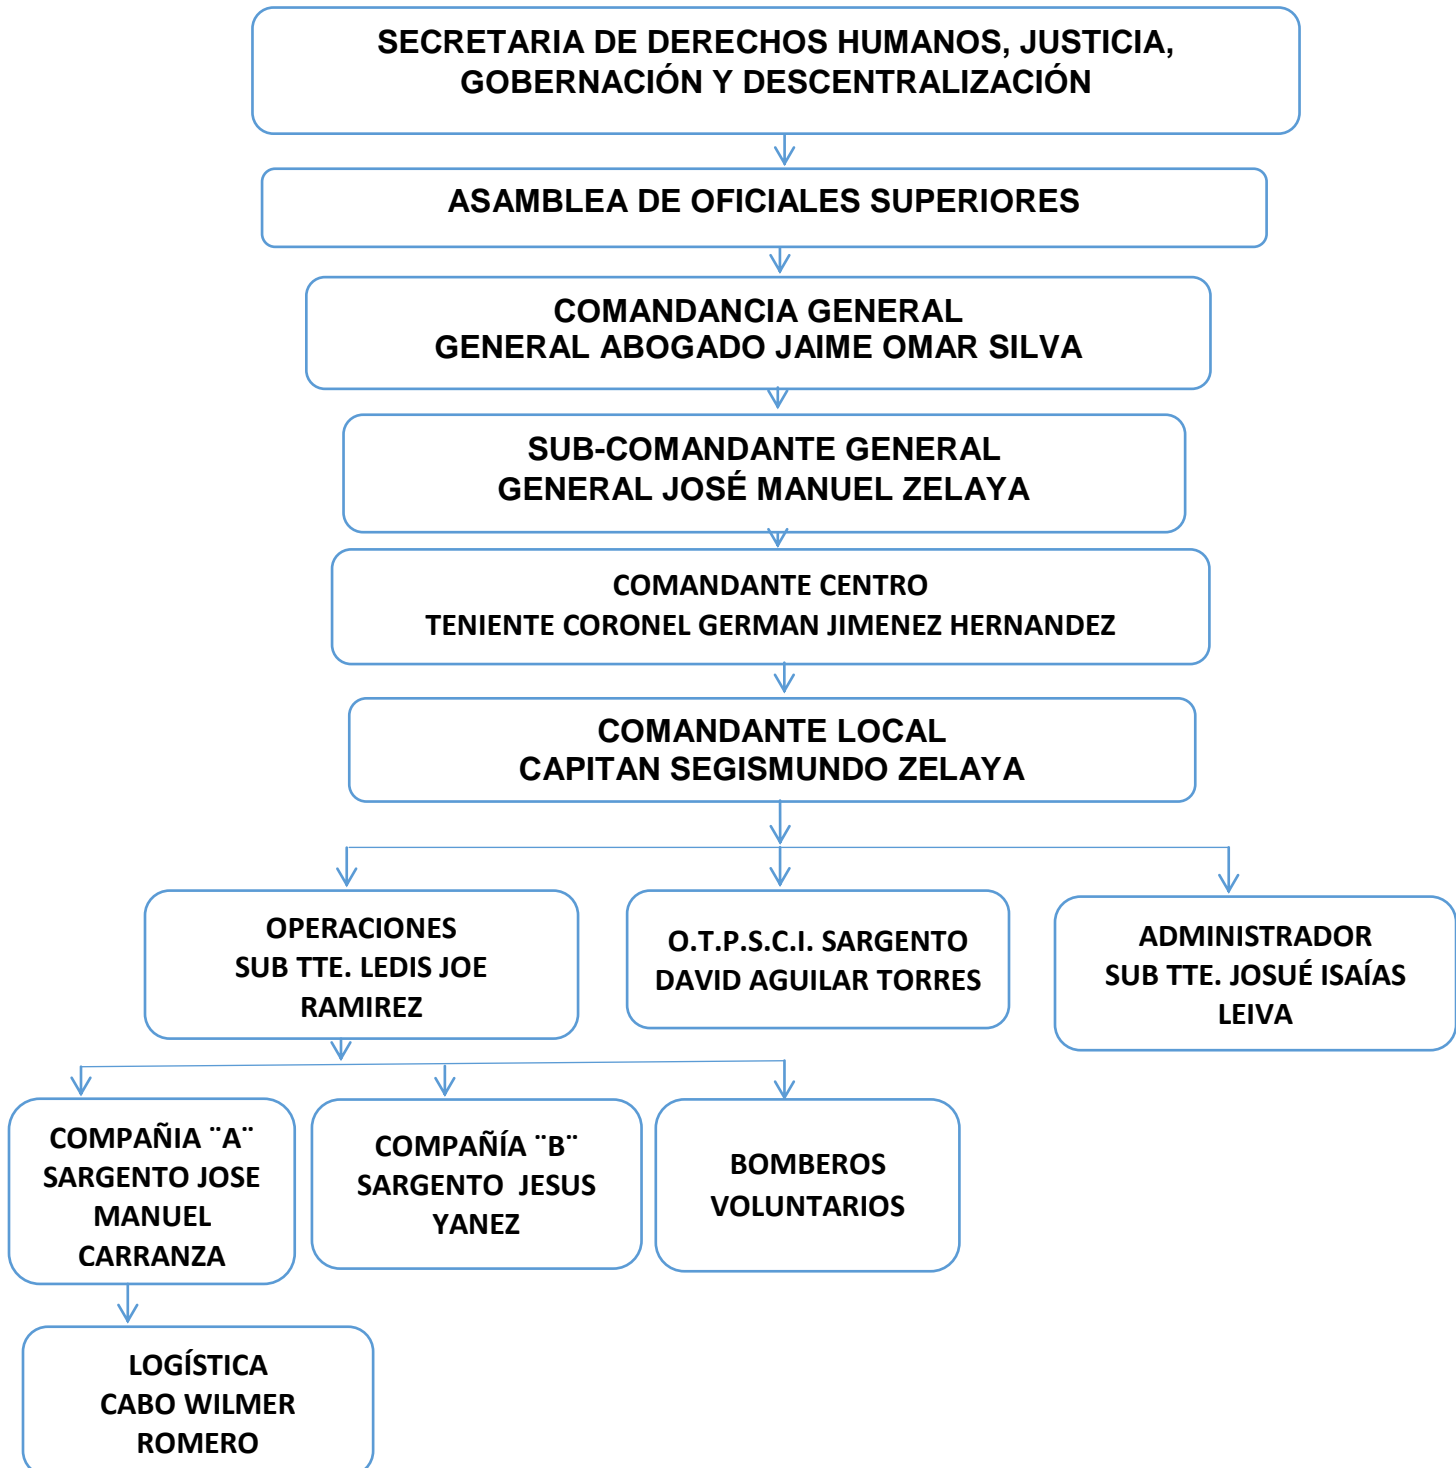 SECRETARIA DE DERECHOS HUMANOS, JUSTICIA,
GOBERNACIÓN Y DESCENTRALIZACIÓN
ASAMBLEA DE OFICIALES SUPERIORES
COMANDANCIA GENERAL
GENERAL ABOGADO JAIME OMAR SILVA
SUB-COMANDANTE GENERAL
GENERAL JOSÉ MANUEL ZELAYA
COMANDANTE CENTRO
TENIENTE CORONEL GERMAN JIMENEZ HERNANDEZ
COMANDANTE LOCAL
CAPITAN SEGISMUNDO ZELAYA
OPERACIONES
SUB TTE. LEDIS JOE
RAMIREZ
O.T.P.S.C.I. SARGENTO
DAVID AGUILAR TORRES
ADMINISTRADOR
SUB TTE. JOSUÉ ISAÍAS
LEIVA
COMPAÑIA ¨A¨
SARGENTO JOSE
MANUEL
CARRANZA
COMPAÑÍA ¨B¨
SARGENTO  JESUS
YANEZ
BOMBEROS
VOLUNTARIOS
LOGÍSTICA
CABO WILMER
ROMERO